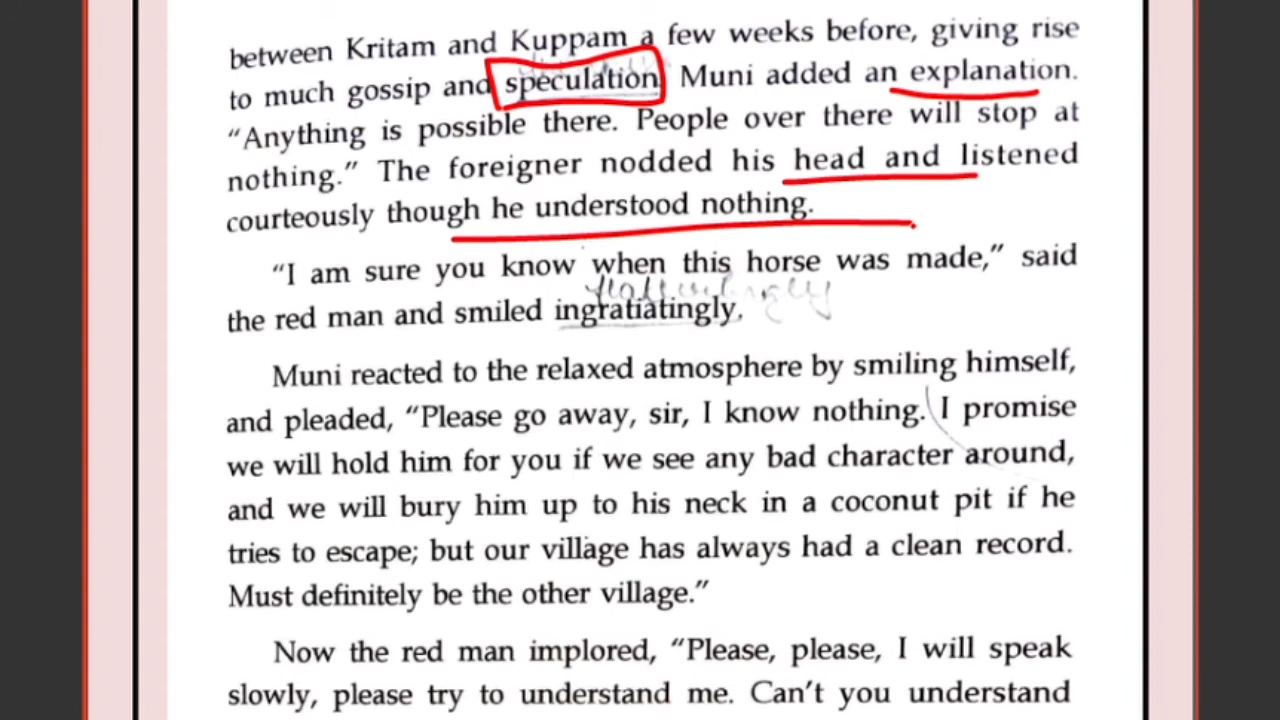 between Kritam and Kuppam a few weeks before, giving rise
to much gossip and speculation. Muni added an explanation.
“Anything is possible there. People over there will stop at
nothing.” The foreigner nodded his head and listened
courteously though he understood nothing.
“I am sure you know when this horse was made,” said
the red man and smiled ingratiatingly.
Muni reacted to the relaxed atmosphere by smiling himself,
and pleaded, “Please go away, sir, I know nothing. I promise
we will hold him for you if we see any bad character around,
and we will bury him up to his neck in a coconut pit if he
tries to escape; but our village has always had a clean record.
Must definitely be the other village.”
Now the red man implored, “Please, please, I will speak
slowly, please try to understand me. Can’t you understand